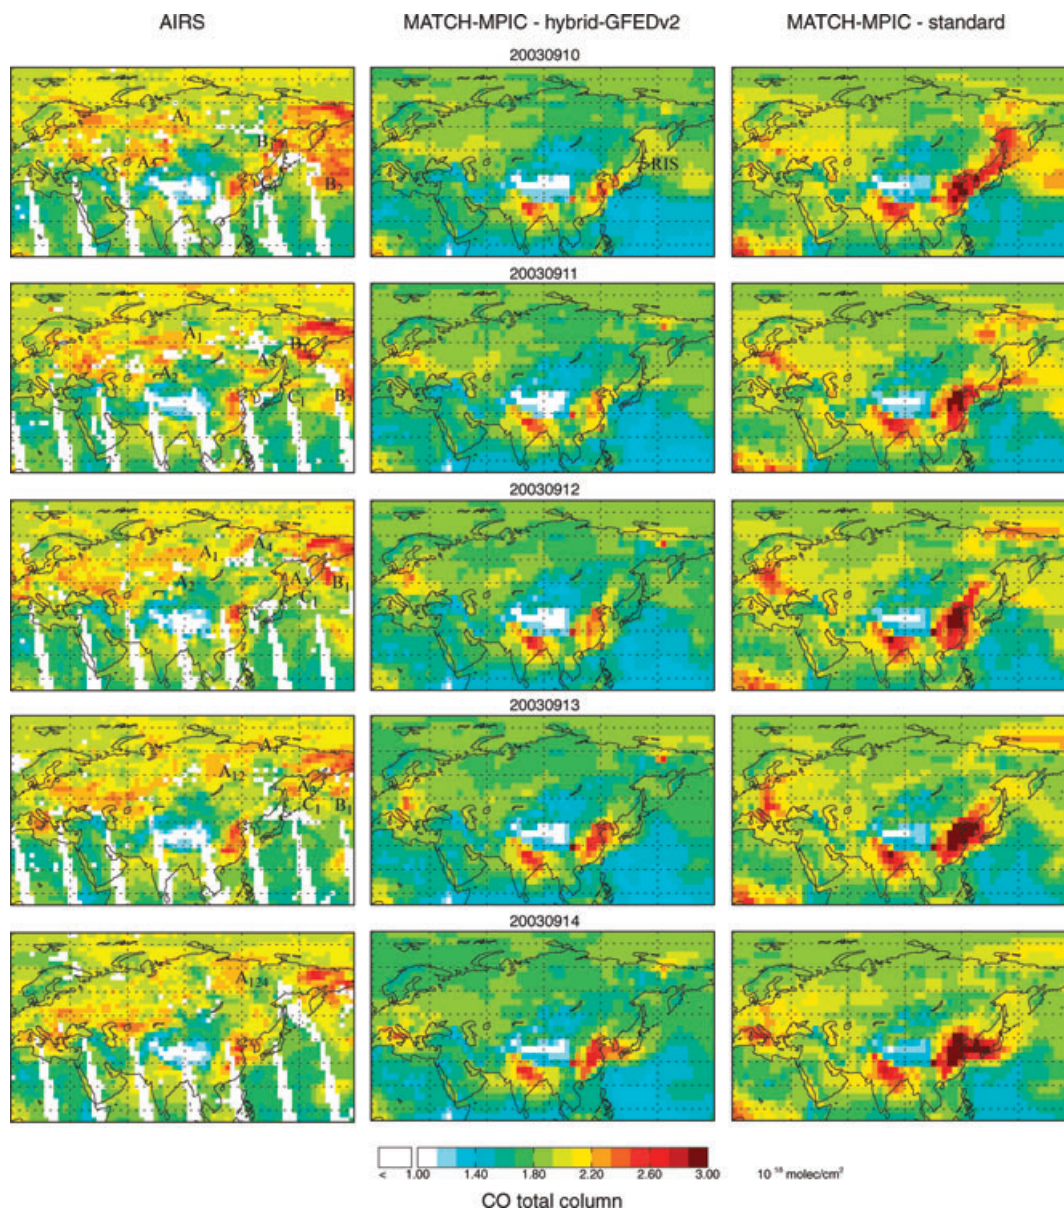 AIRS MATCH-MPIC - hybrid-GFEDv2 MATCH-MPIC - standard
20030910
A1
B1
A2
C1
B2
RIS
20030911
A1
B1
A3
A2
C1
B2
20030912
A4
A1
A2
A3
B1
C1
20030913
A4
A12
A3
C1
B1
20030914
A124
< 1.00 1.40 1.80 2.20 2.60 3.00 10 18 molec/cm2
CO total column